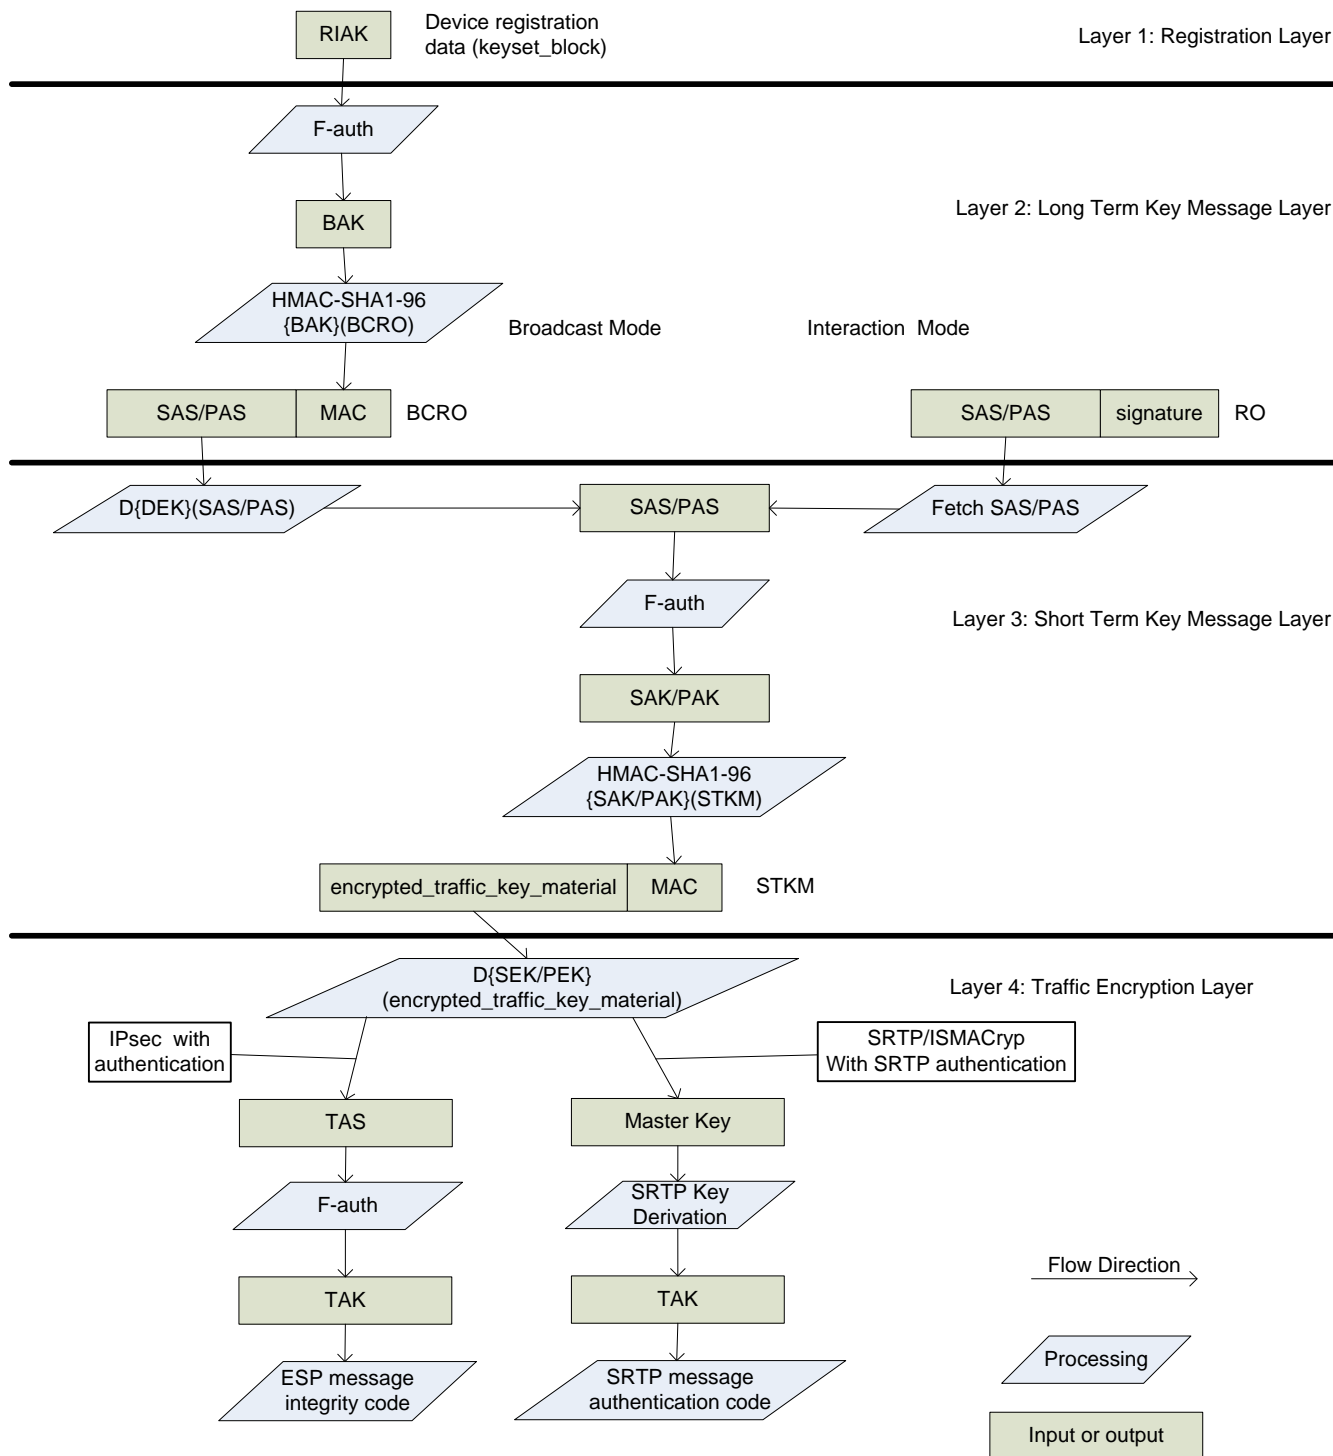 RIAK
Device registration
data (keyset_block)
Layer 1: Registration Layer
F-auth
BAK
Layer 2: Long Term Key Message Layer
HMAC-SHA1-96
{BAK}(BCRO)
Broadcast Mode
Interaction Mode
SAS/PAS
MAC
BCRO
SAS/PAS
signature
RO
D{DEK}(SAS/PAS)
SAS/PAS
Fetch SAS/PAS
F-auth
Layer 3: Short Term Key Message Layer
SAK/PAK
HMAC-SHA1-96
{SAK/PAK}(STKM)
encrypted_traffic_key_material
MAC
STKM
D{SEK/PEK}
(encrypted_traffic_key_material)
Layer 4: Traffic Encryption Layer
IPsec with
authentication
SRTP/ISMACryp
With SRTP authentication
TAS
Master Key
F-auth
SRTP Key
Derivation
Flow Direction
TAK
TAK
Processing
ESP message
integrity code
SRTP message
authentication code
Input or output